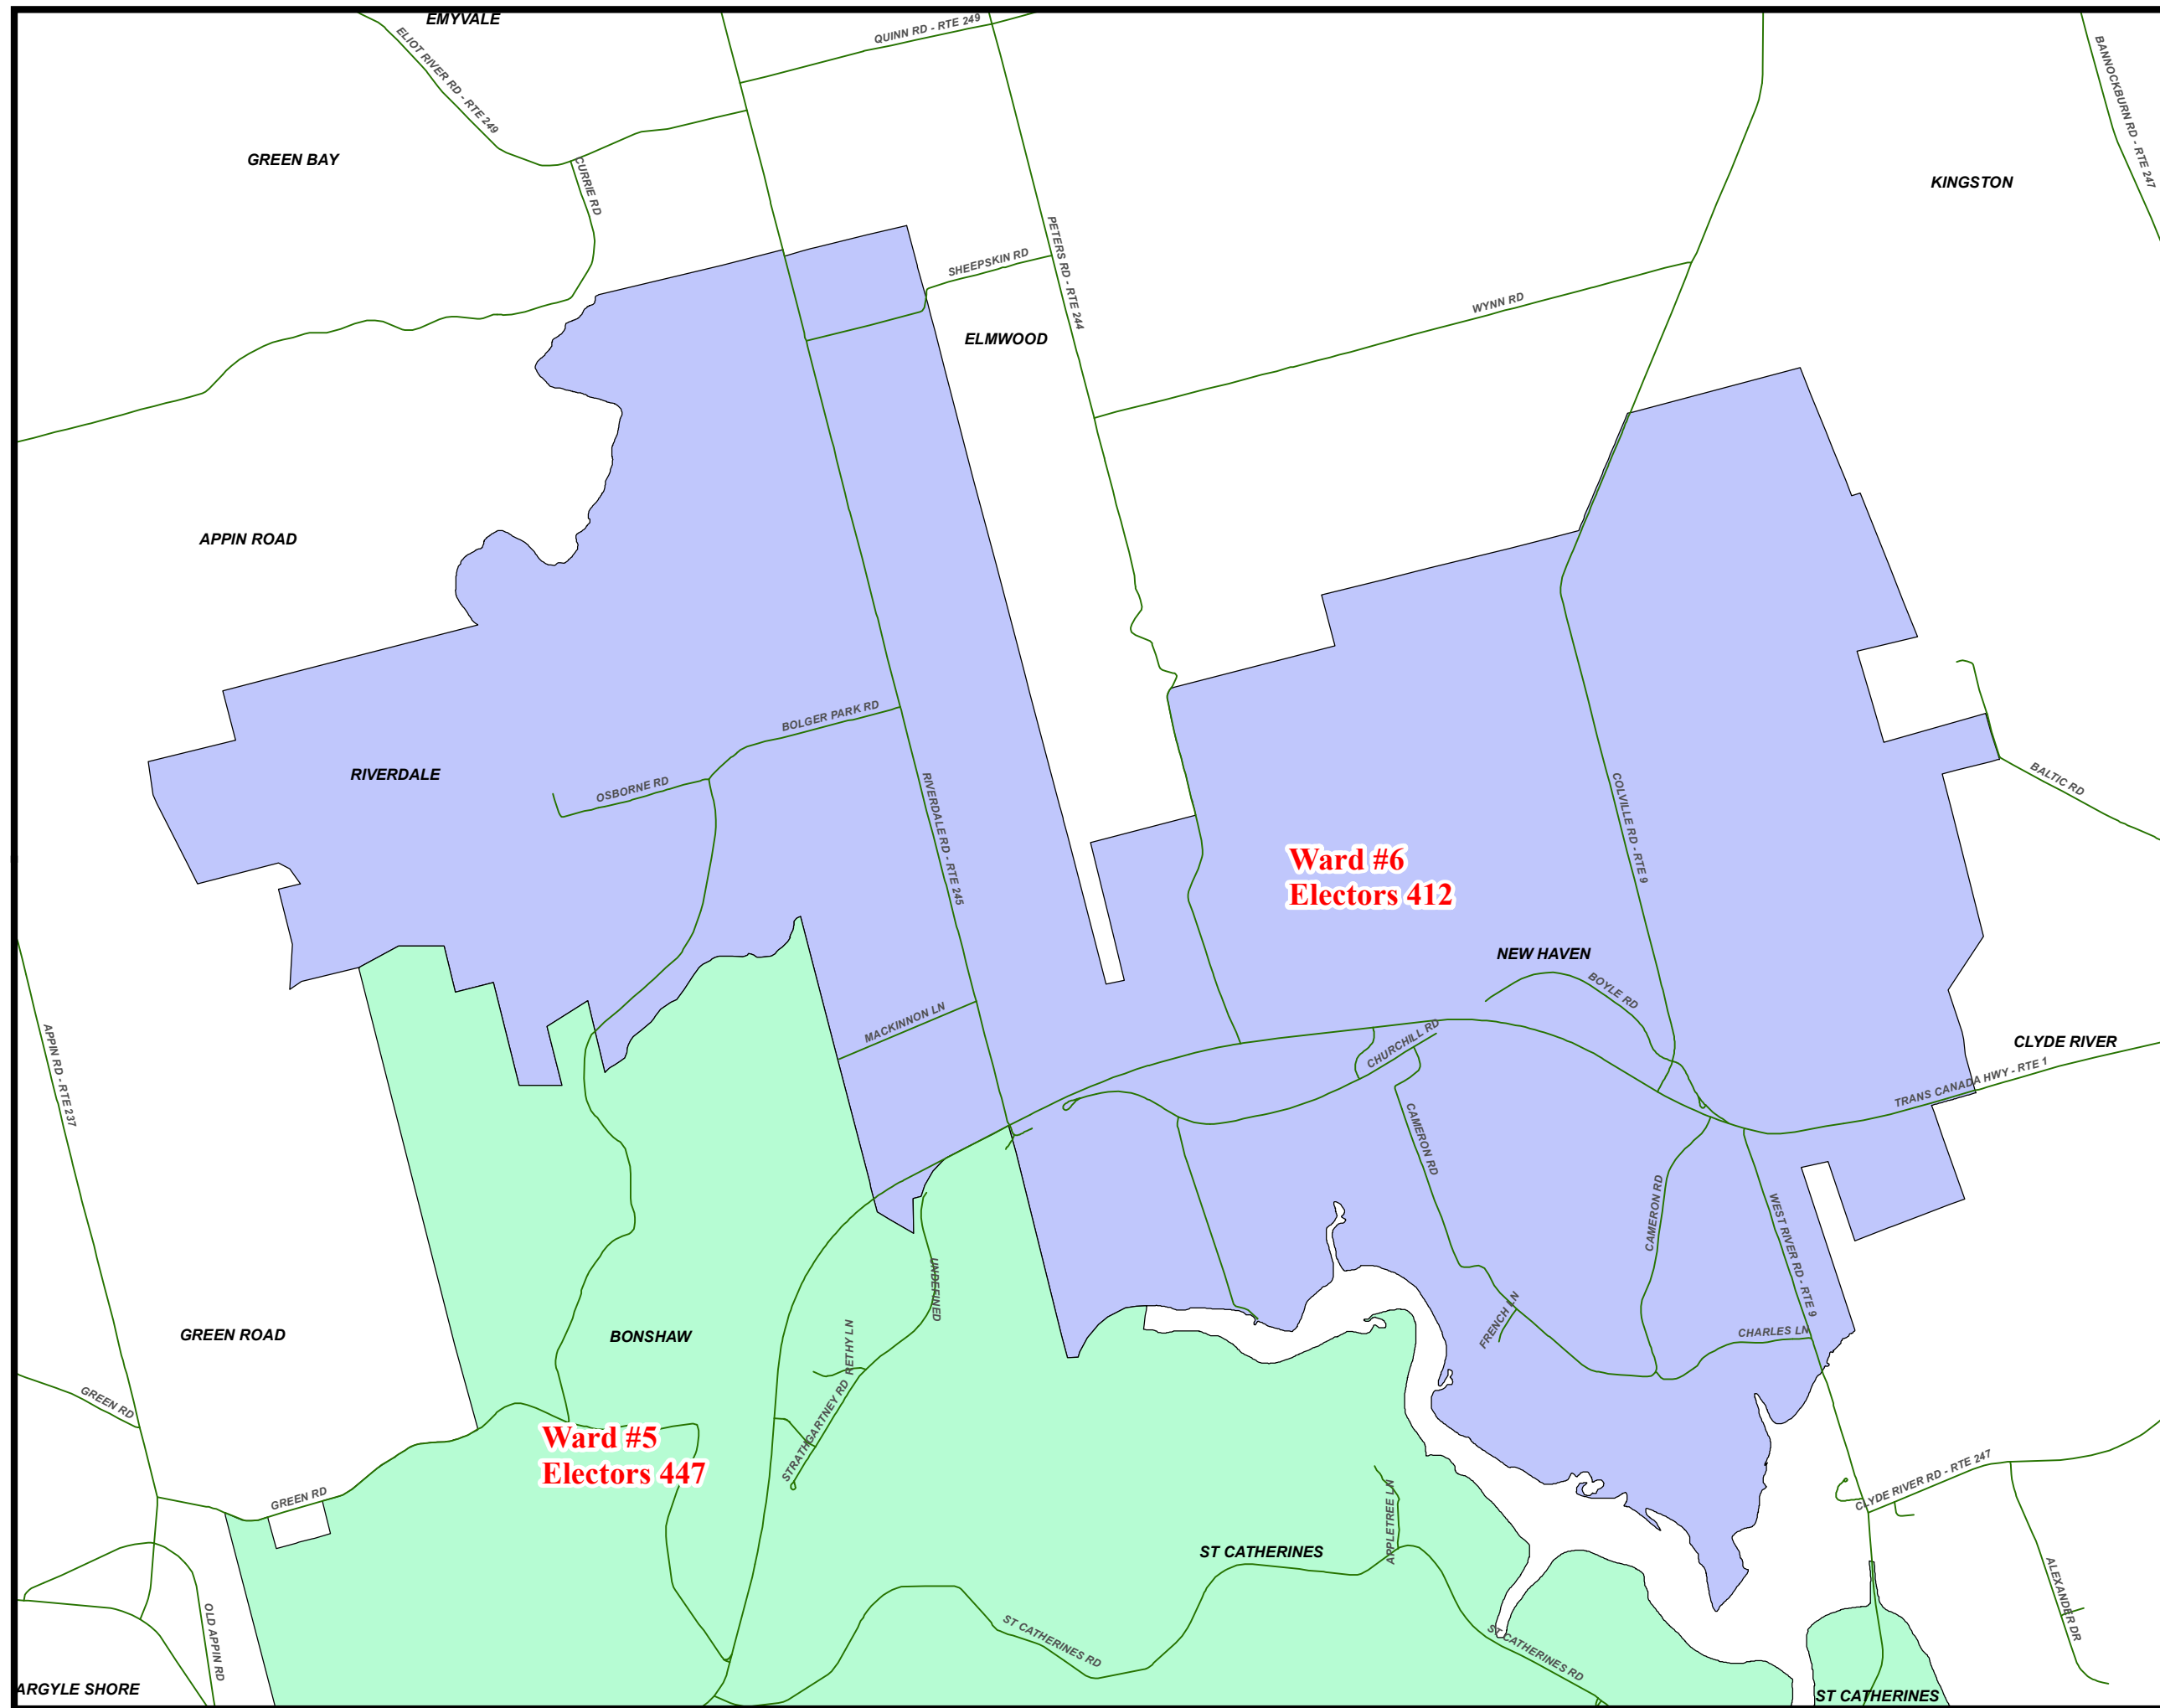 EMYVALE
QUINN RD - RTE 249
ELIOT RIVER RD - RTE 249
BANNOCKBURN RD - RTE 247
GREEN BAY
CURRIE RD
KINGSTON
PETERS RD - RTE 244
SHEEPSKIN RD
WYNN RD
ELMWOOD
APPIN ROAD
BOLGER PARK RD
RIVERDALE
OSBORNE RD
RIVERDALE RD - RTE 245
COLVILLE RD - RTE 9
BALTIC RD
Ward #6
Electors 412
NEW HAVEN
BOYLE RD
MACKINNON LN
CHURCHILL RD
CLYDE RIVER
APPIN RD - RTE 237
TRANS CANADA HWY - RTE 1
CAMERON RD
CAMERON RD
WEST RIVER RD - RTE 9
UNDEFINED
FRENCH LN
CHARLES LN
GREEN ROAD
BONSHAW
RETHY LN
GREEN RD
STRATHGARTNEY RD
Ward #5
Electors 447
GREEN RD
CLYDE RIVER RD - RTE 247
APPLETREE LN
ST CATHERINES
ALEXANDER DR
OLD APPIN RD
ST CATHERINES RD
ST CATHERINES RD
ARGYLE SHORE
ST CATHERINES